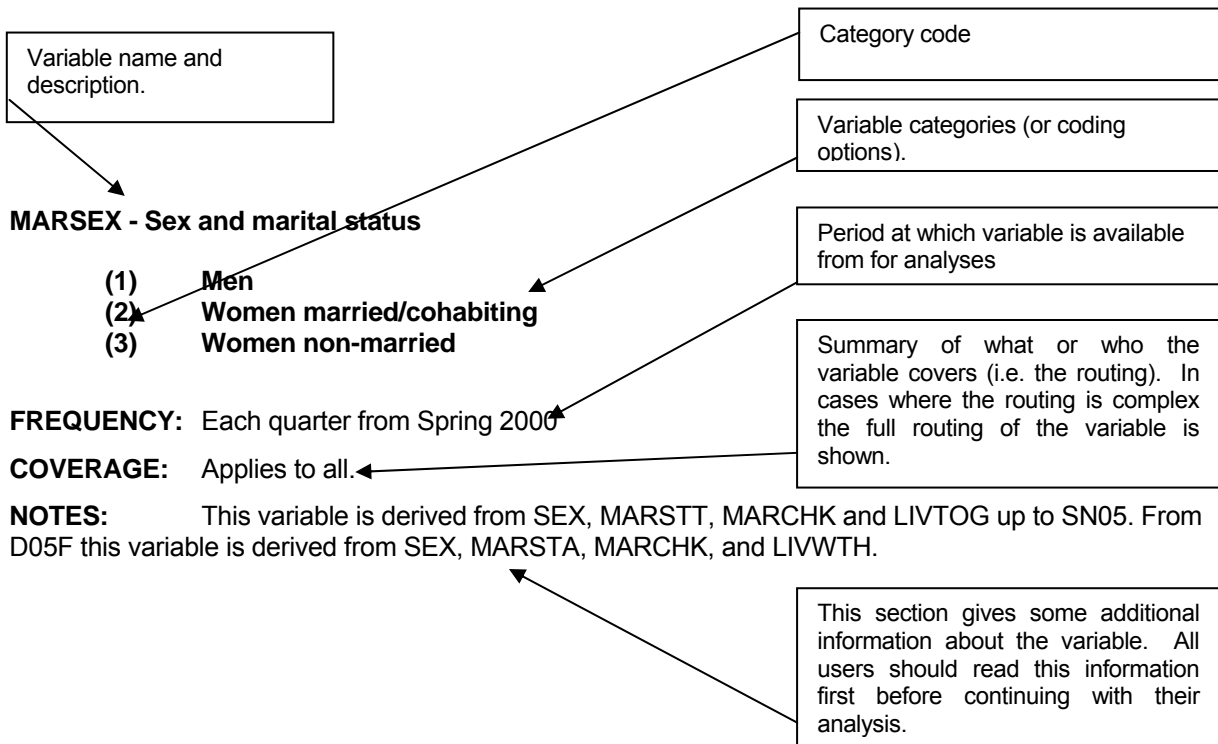 Category code
Variable name and
description.
Variable categories (or coding
options).
MARSEX - Sex and marital status
Period at which variable is available
from for analyses
(1) Men
(2) Women married/cohabiting
(3) Women non-married
Summary of what or who the
variable covers (i.e. the routing). In
cases where the routing is complex
the full routing of the variable is
shown.
FREQUENCY: Each quarter from Spring 2000
COVERAGE: Applies to all.
NOTES: This variable is derived from SEX, MARSTT, MARCHK and LIVTOG up to SN05. From
D05F this variable is derived from SEX, MARSTA, MARCHK, and LIVWTH.
This section gives some additional
information about the variable. All
users should read this information
first before continuing with their
analysis.